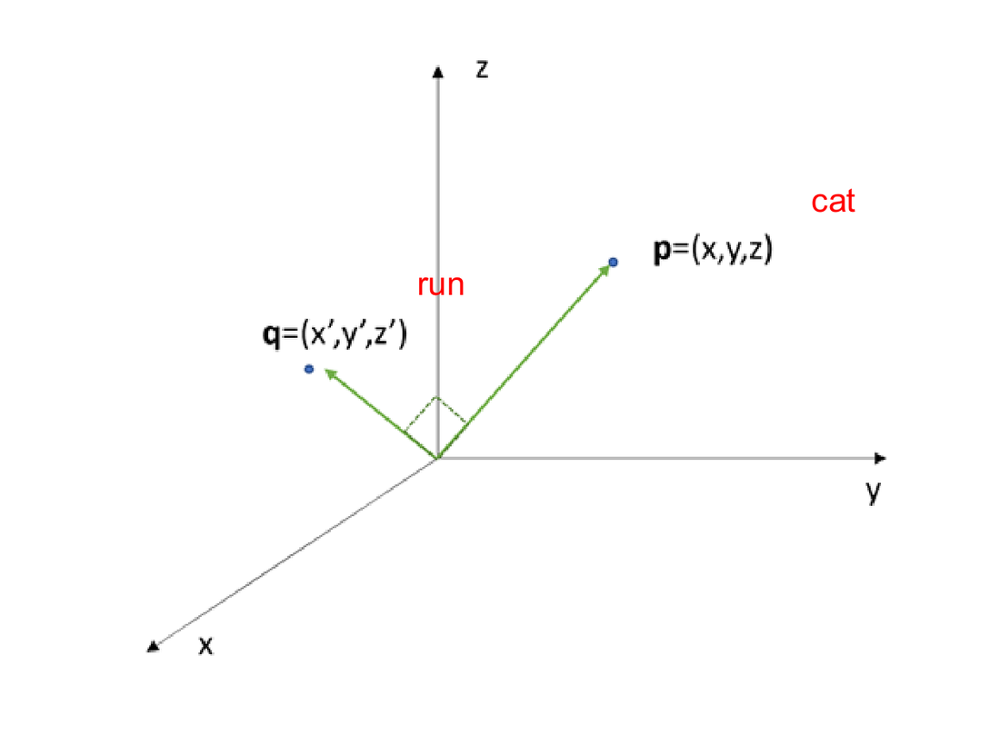 z
cat
p=(x,y,z)
run
q=(x′,y′,z′)
y
x